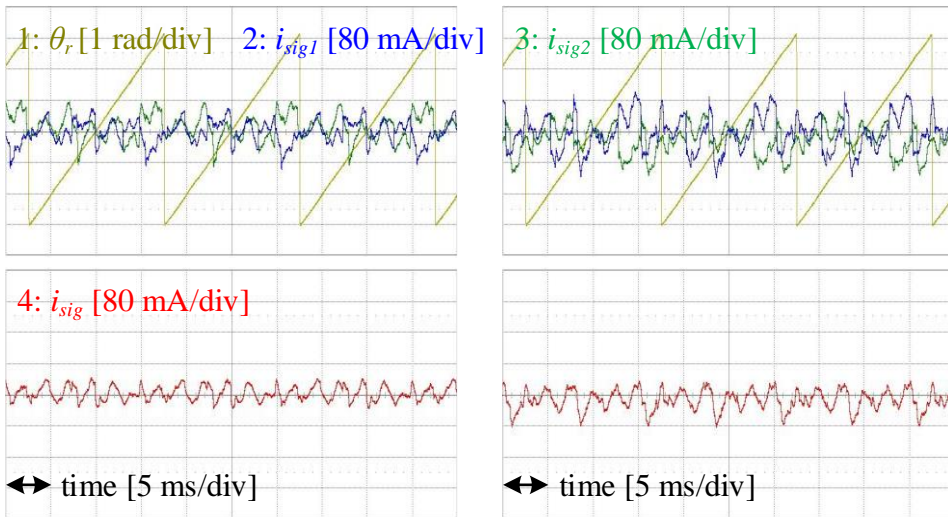 1: θr [1 rad/div] 2: isig1 [80 mA/div] 3: isig2 [80 mA/div]
4: isig [80 mA/div]
time [5 ms/div] time [5 ms/div]